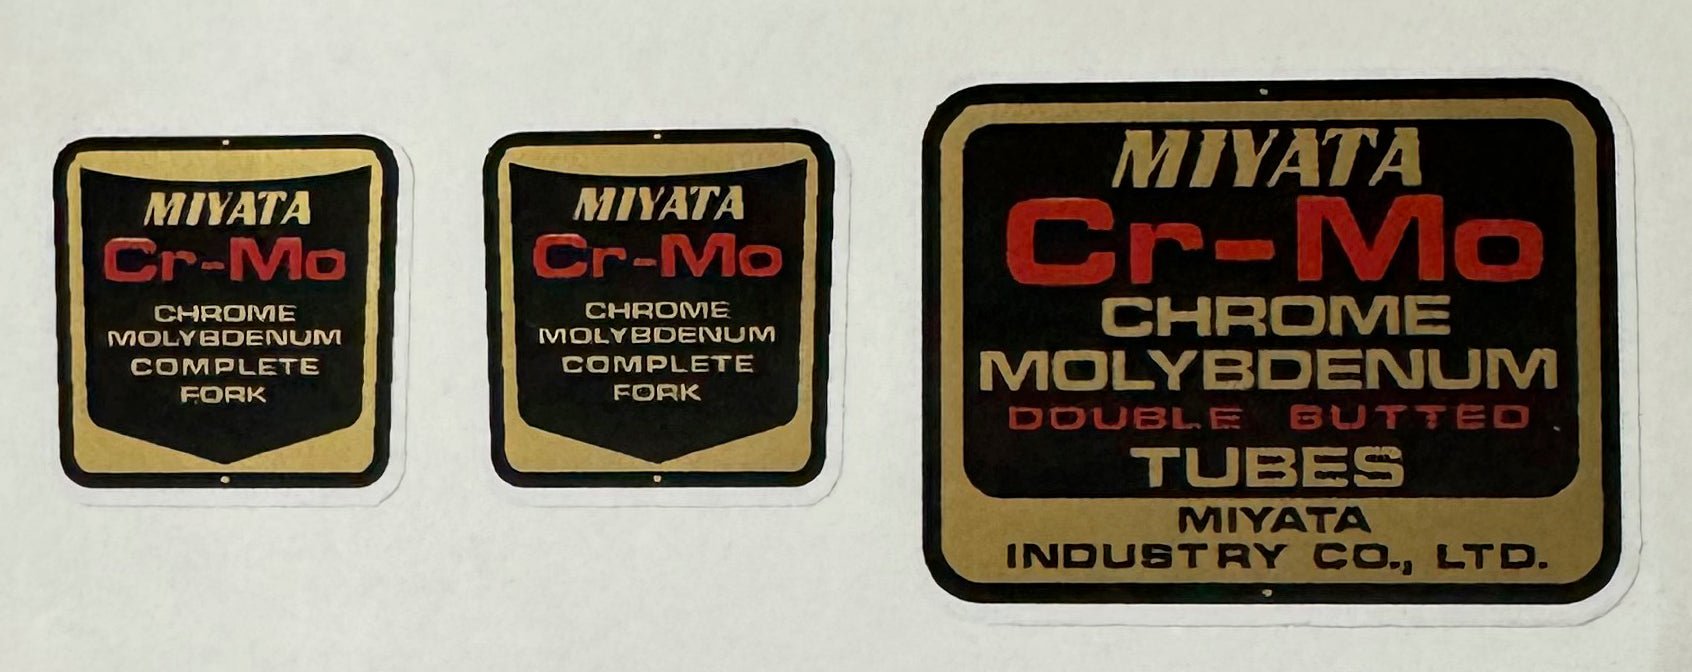 MIYATA
Cr-Mo
CHROME
MOLYBDENUM
COMPLETE
FORK
MIYATA
Cr-Mo
CHROME
MOLYBDENUM
COMPLETE
FORK
MIYATA
Cr-Mo
CHROME
MOLYBDENUM
DOUBLE BUTTED
TUBES
MIYATA
INDUSTRY CO., LTD.